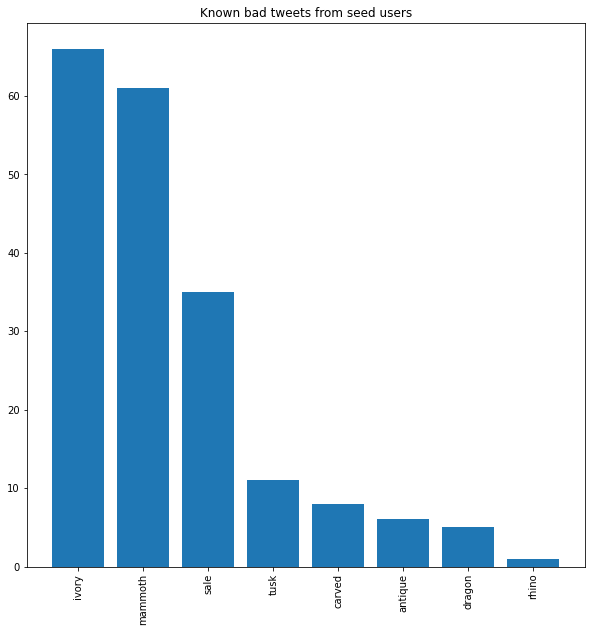 Known bad tweets from seed users
60
50
40
30
20
10
0
ivory
mammoth
sale
tusk
carved
antique
dragon
rhino